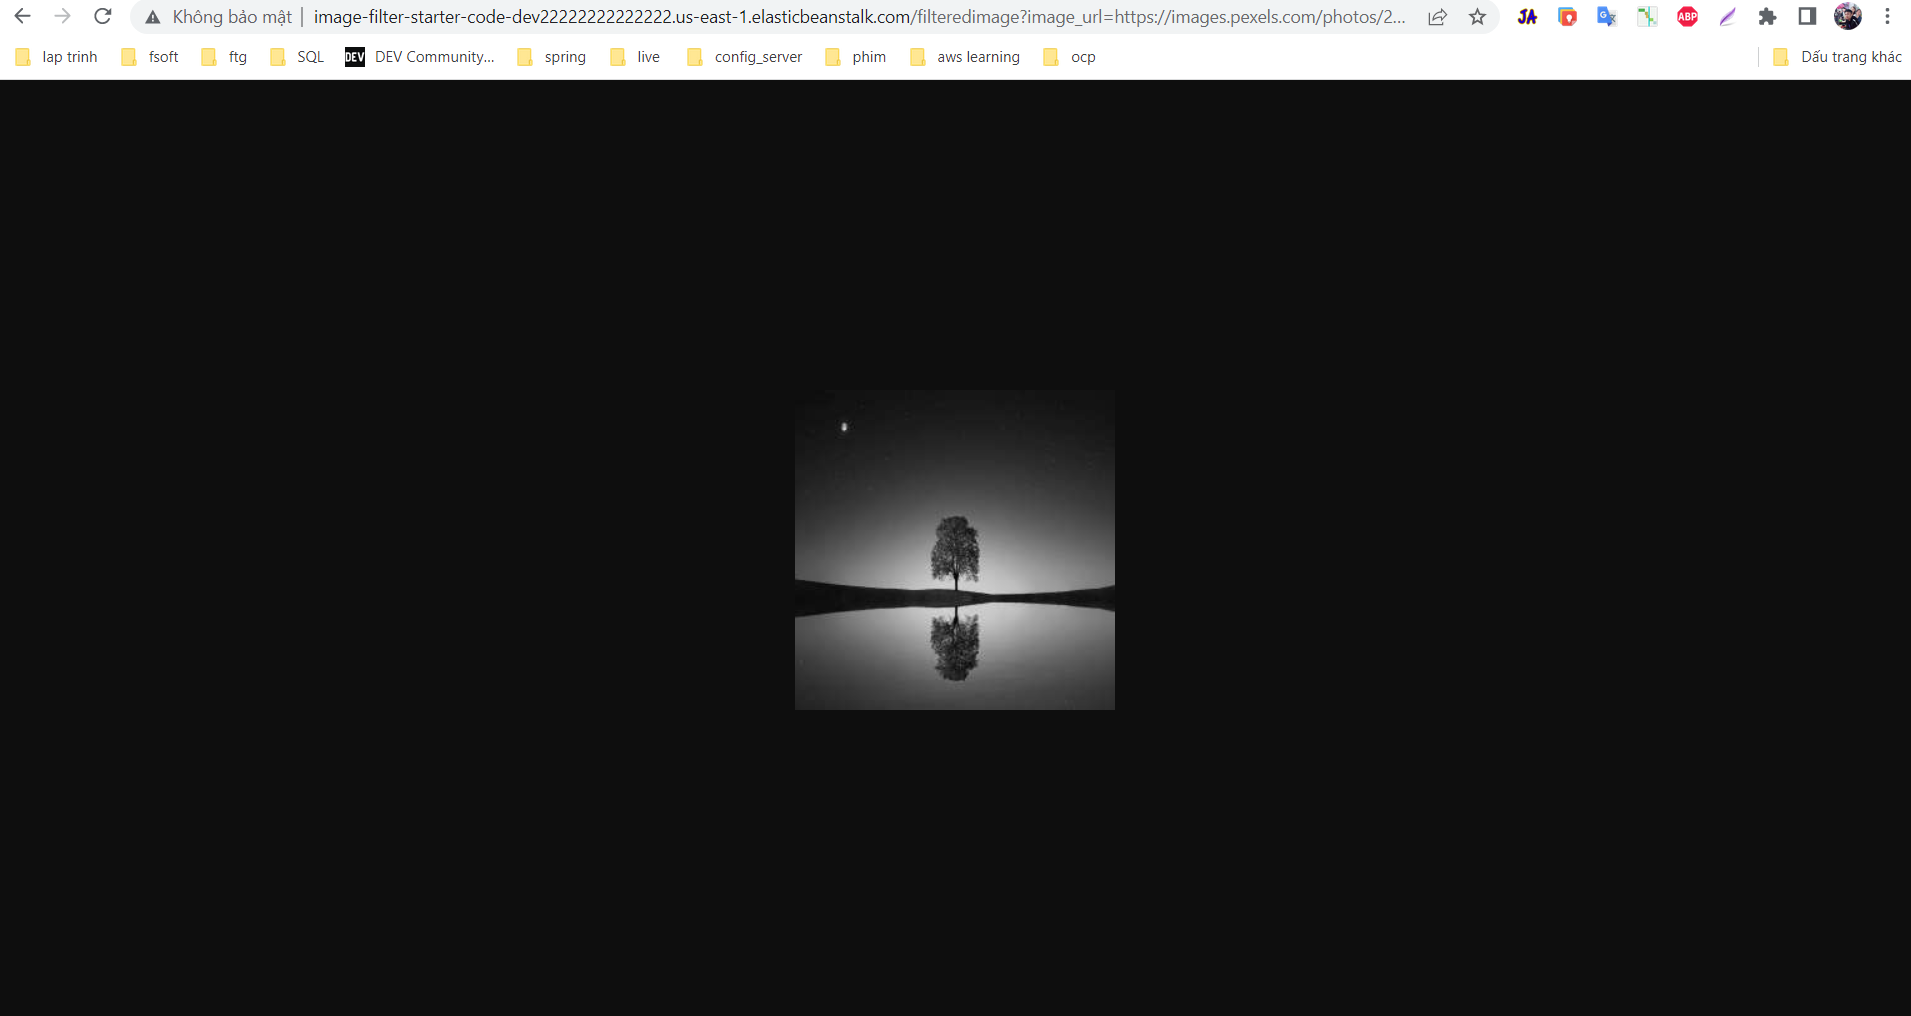 Không bảo mật | image-filter-starter-code-dev22222222222222.us-east-1.elasticbeanstalk.com/filteredimage?image_url=https://images.pexels.com/photos/2... JA G ABP
lap trinh fsoft ftg SQL DEV DEV Community... spring live config_server phim aws learning ocp Dấu trang khác